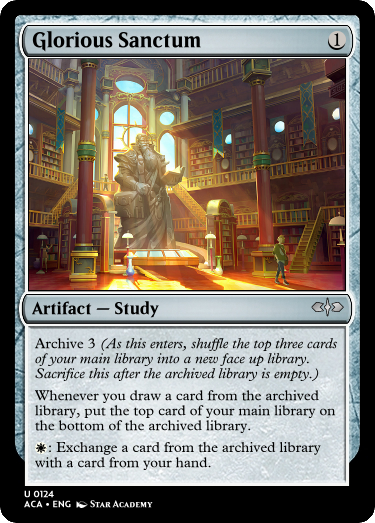 Glorious Sanctum 1
Artifact — Study
Archive 3 (As this enters, shuffle the top three cards
of your main library into a new face up library.
Sacrifice this after the archived library is empty.)
Whenever you draw a card from the archived
library, put the top card of your main library on
the bottom of the archived library.
: Exchange a card from the archived library
with a card from your hand.
U 0124
ACA • ENG Star Academy